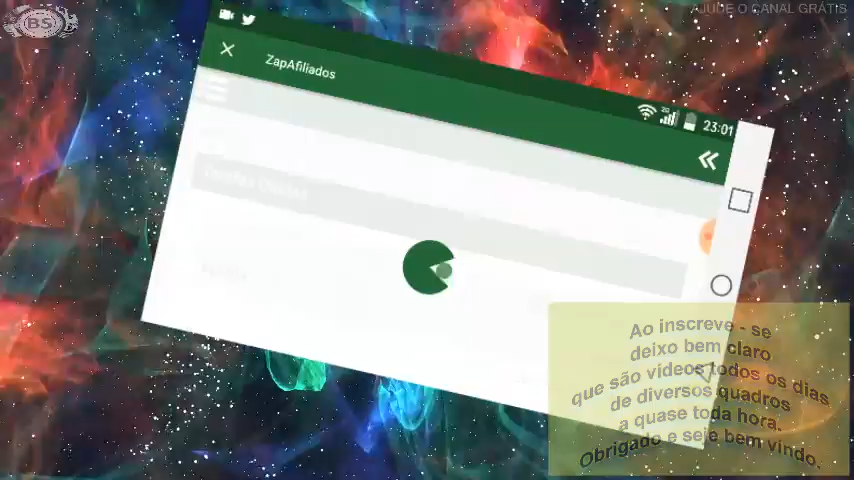 BS
AJUDE O CANAL GRÁTIS
ZapAfiliados
2G
23:01
Ao inscreve - se
deixo bem claro
que são videos todos os dias
de diversos quadros
a quase toda hora.
Obrigado e seje bem vindo.